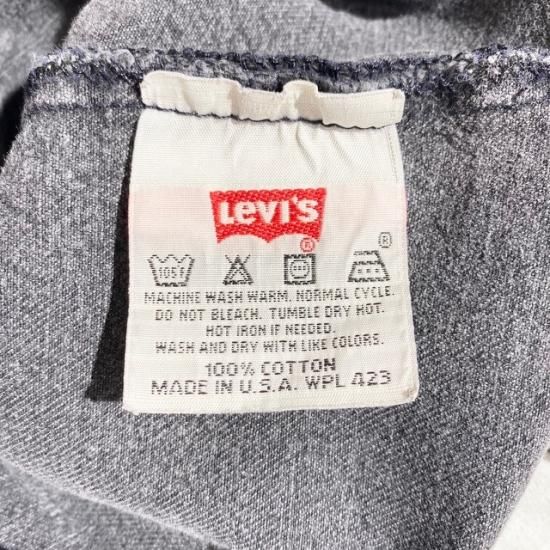 Levi's ®
105F ®
MACHINE WASH WARM. NORMAL CYCLE.
DO NOT BLEACH. TUMBLE DRY HOT.
HOT IRON IF NEEDED.
WASH AND DRY WITH LIKE COLORS.
100% COTTON
MADE IN U.S.A. WPL 423